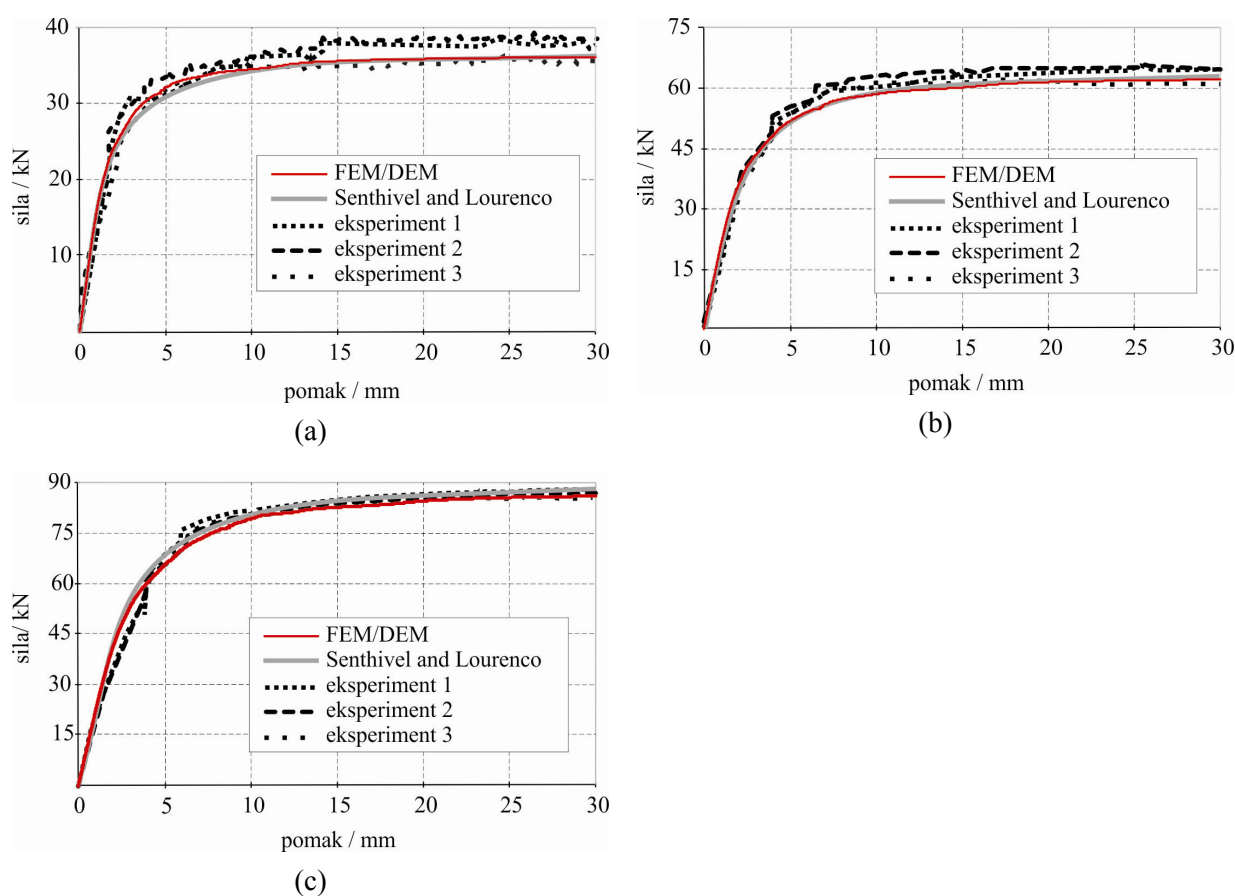 40
30
20
10
sila / kN
FEM/DEM
Senthivel and Lourenco
eksperiment 1
eksperiment 2
eksperiment 3
0 5 10 15 20 25 30
pomak / mm
(a)
75
60
45
30
15
sila / kN
FEM/DEM
Senthivel and Lourenco
eksperiment 1
eksperiment 2
eksperiment 3
0 5 10 15 20 25 30
pomak / mm
(b)
90
75
60
45
30
15
sila/ kN
FEM/DEM
Senthivel and Lourenco
eksperiment 1
eksperiment 2
eksperiment 3
0 5 10 15 20 25 30
pomak / mm
(c)